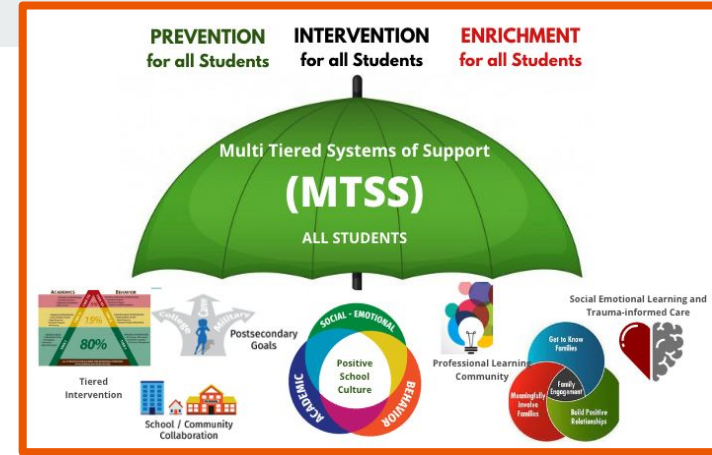 PREVENTION
for all Students
INTERVENTION
for all Students
ENRICHMENT
for all Students
Multi Tiered Systems of Support
(MTSS)
ALL STUDENTS
ACADEMICS
BEHAVIOR
15%
80%
Tiered
Intervention
College
Career
Military
Postsecondary
Goals
School / Community
Collaboration
SOCIAL - EMOTIONAL
ACADEMIC
BEHAVIOR
Positive
School
Culture
Professional Learning
Community
Get to Know
Families
Meaningfully
Involve
Families
Family
Engagement
Build Positive
Relationships
Social Emotional Learning and
Trauma-informed Care